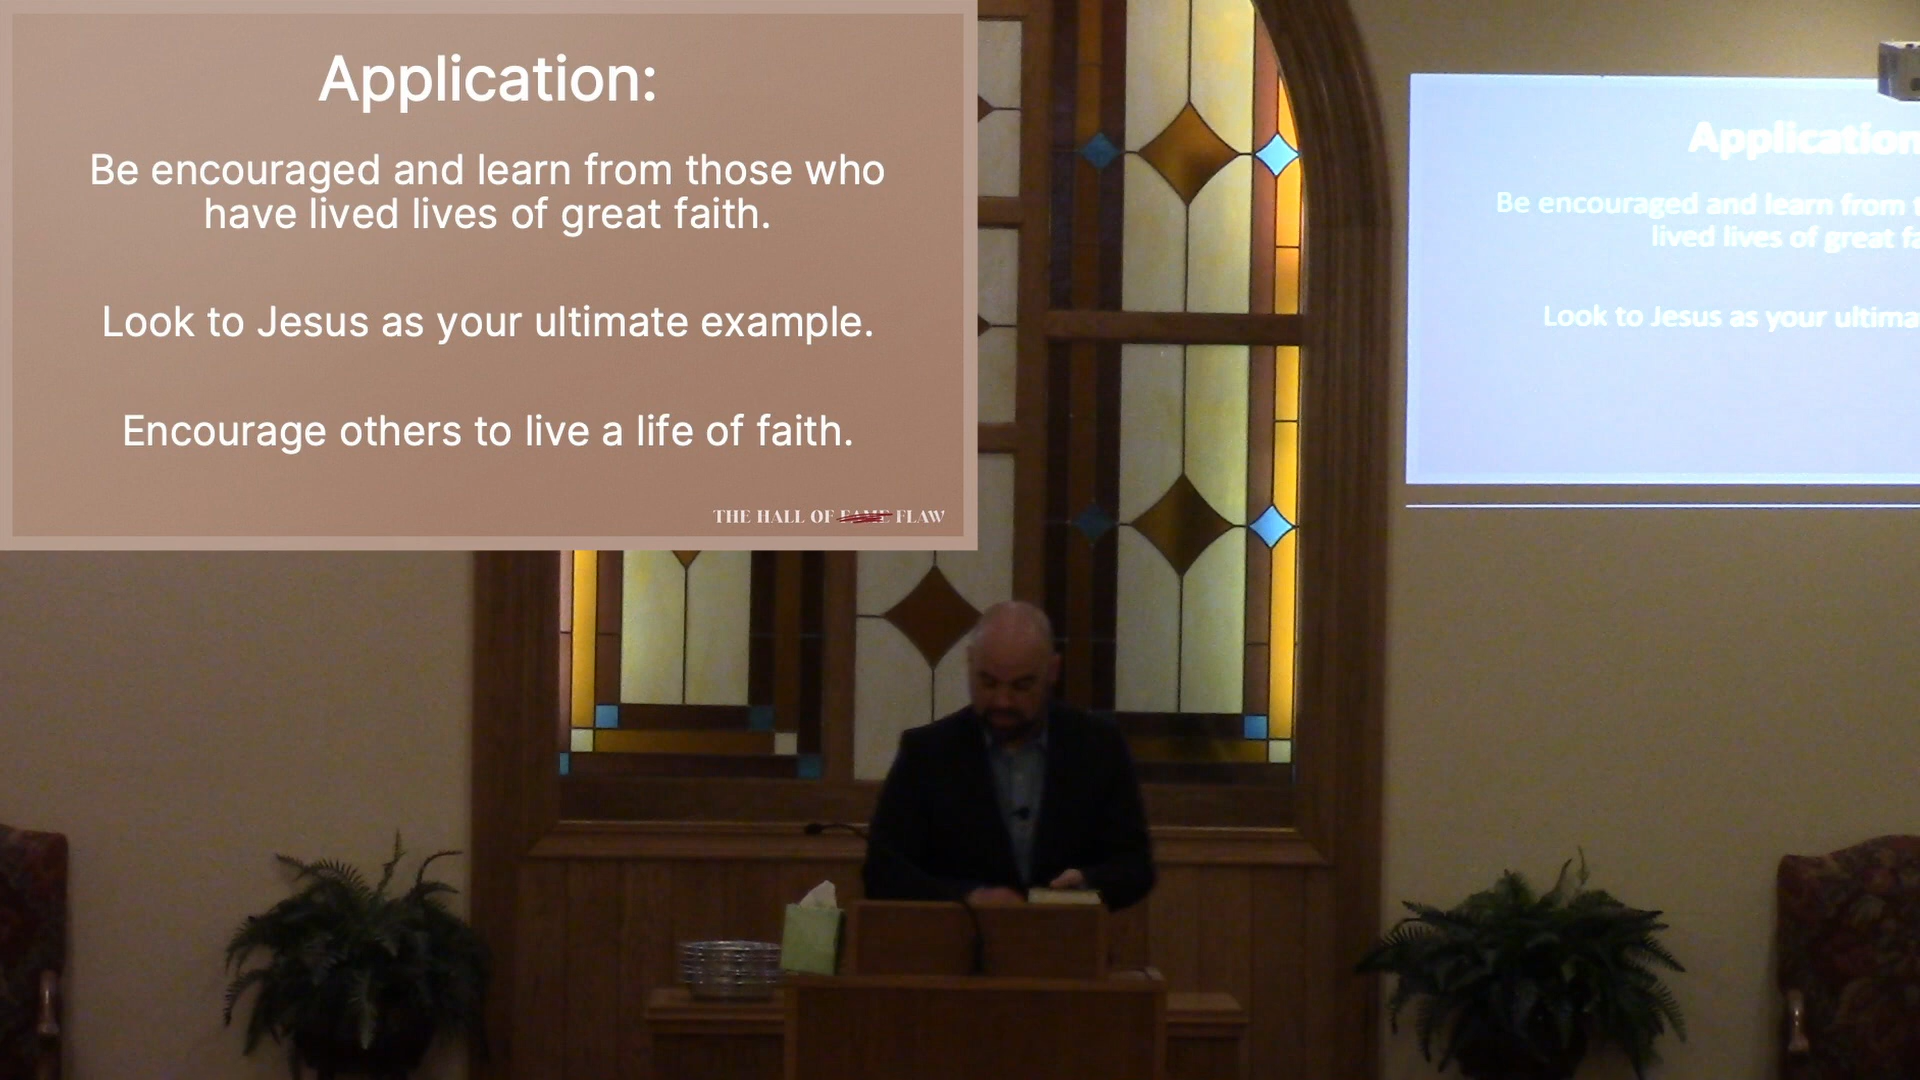 Application:
Be encouraged and learn from those who
have lived lives of great faith.
Look to Jesus as your ultimate example.
Encourage others to live a life of faith.
THE HALL OF FAME FLAW
Application
Be encouraged and learn from
lived lives of great
Look to Jesus as your